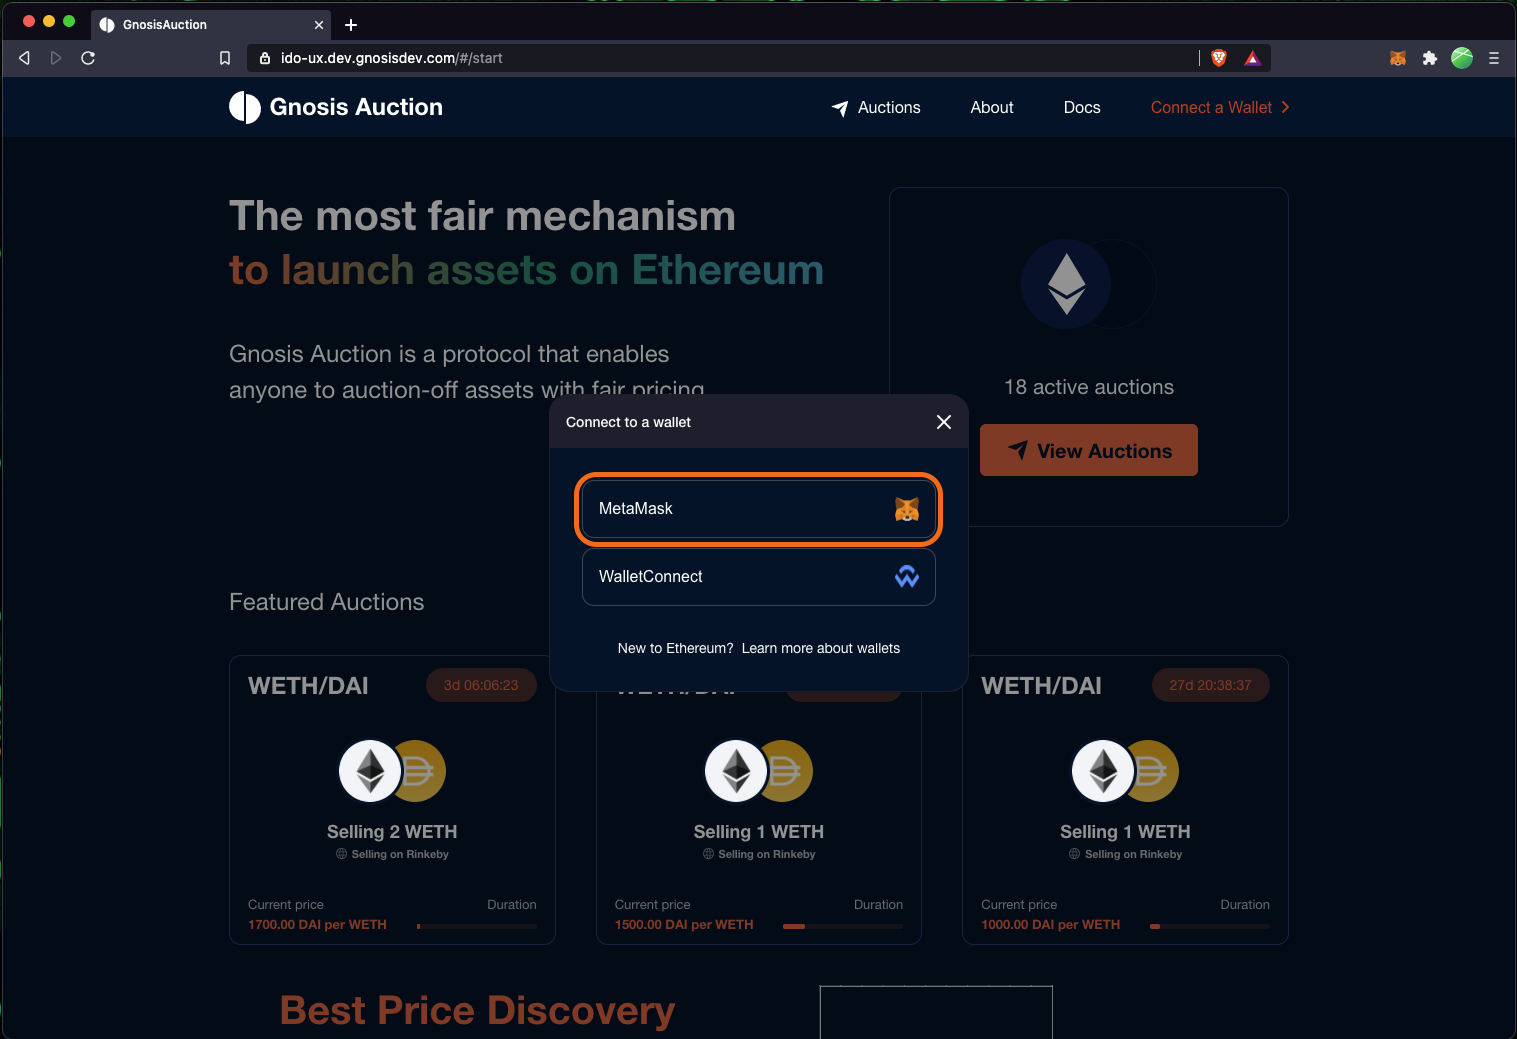 GnosisAuction
ido-ux.dev.gnosisdev.com/#/start
Gnosis Auction
Auctions
About
Docs
Connect a Wallet
The most fair mechanism
to launch assets on Ethereum
Gnosis Auction is a protocol that enables
anyone to auction-off assets with fair pricing
18 active auctions
View Auctions
Connect to a wallet
MetaMask
WalletConnect
New to Ethereum? Learn more about wallets
Featured Auctions
WETH/DAI
3d 06:06:23
Selling 2 WETH
Selling on Rinkeby
Current price
Duration
1700.00 DAI per WETH
WETH/DAI
Selling 1 WETH
Selling on Rinkeby
Current price
Duration
1500.00 DAI per WETH
WETH/DAI
27d 20:38:37
Selling 1 WETH
Selling on Rinkeby
Current price
Duration
1000.00 DAI per WETH
Best Price Discovery